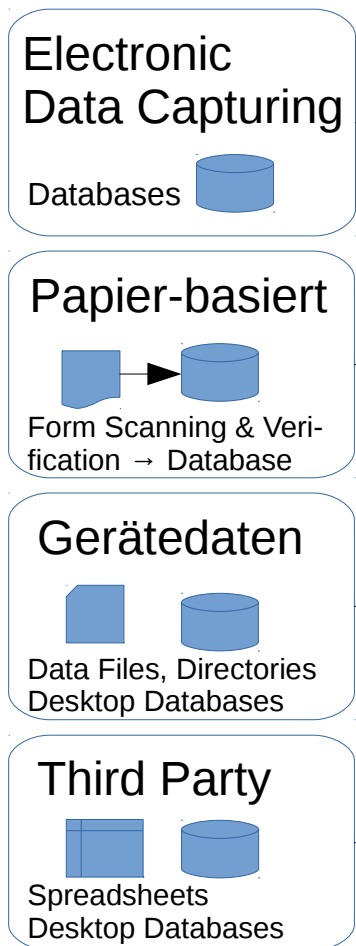 Electronic
Data Capturing
Databases
Papier-basiert
Form Scanning & Veri-
fication → Database
Gerätedaten
Data Files, Directories
Desktop Databases
Third Party
Spreadsheets
Desktop Databases